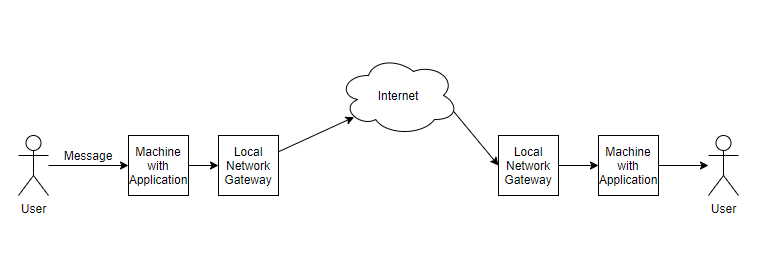 Internet
Message
Machine
with
Application
Local
Network
Gateway
Local
Network
Gateway
Machine
with
Application
User
User